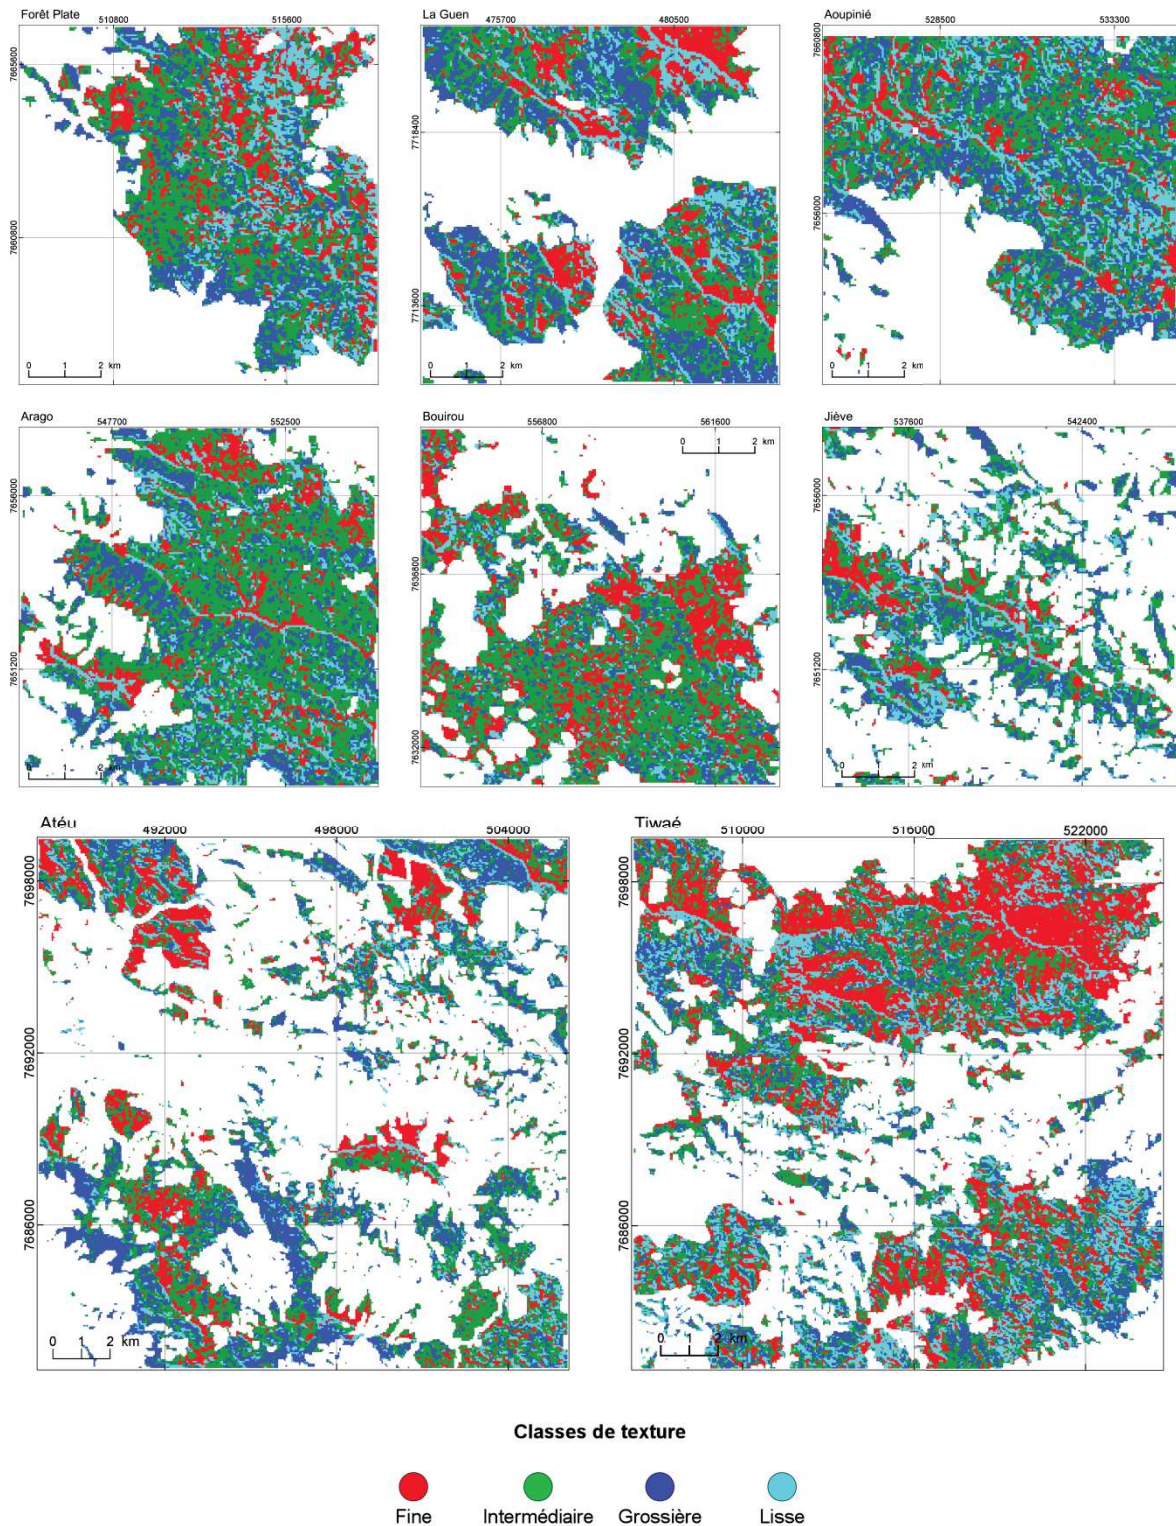 Forêt Plate
510800 515600
7665600
7660800
0 1 2 km
La Guen
475700 480500
7718400
7713600
0 1 2 km
Aoupinié
528500 533300
7660800
7656000
0 1 2 km
Arago
547700 552500
7656000
7651200
0 1 2 km
Bouirou
556800 561600
7636800
7632000
0 1 2 km
Jiève
537600 542400
7656000
7651200
0 1 2 km
Atéu
492000 498000 504000
7698000
7692000
7686000
0 1 2 km
Tiwaé
510000 516000 522000
7698000
7692000
7686000
0 1 2 km
Classes de texture
Fine Intermédiaire Grossière Lisse